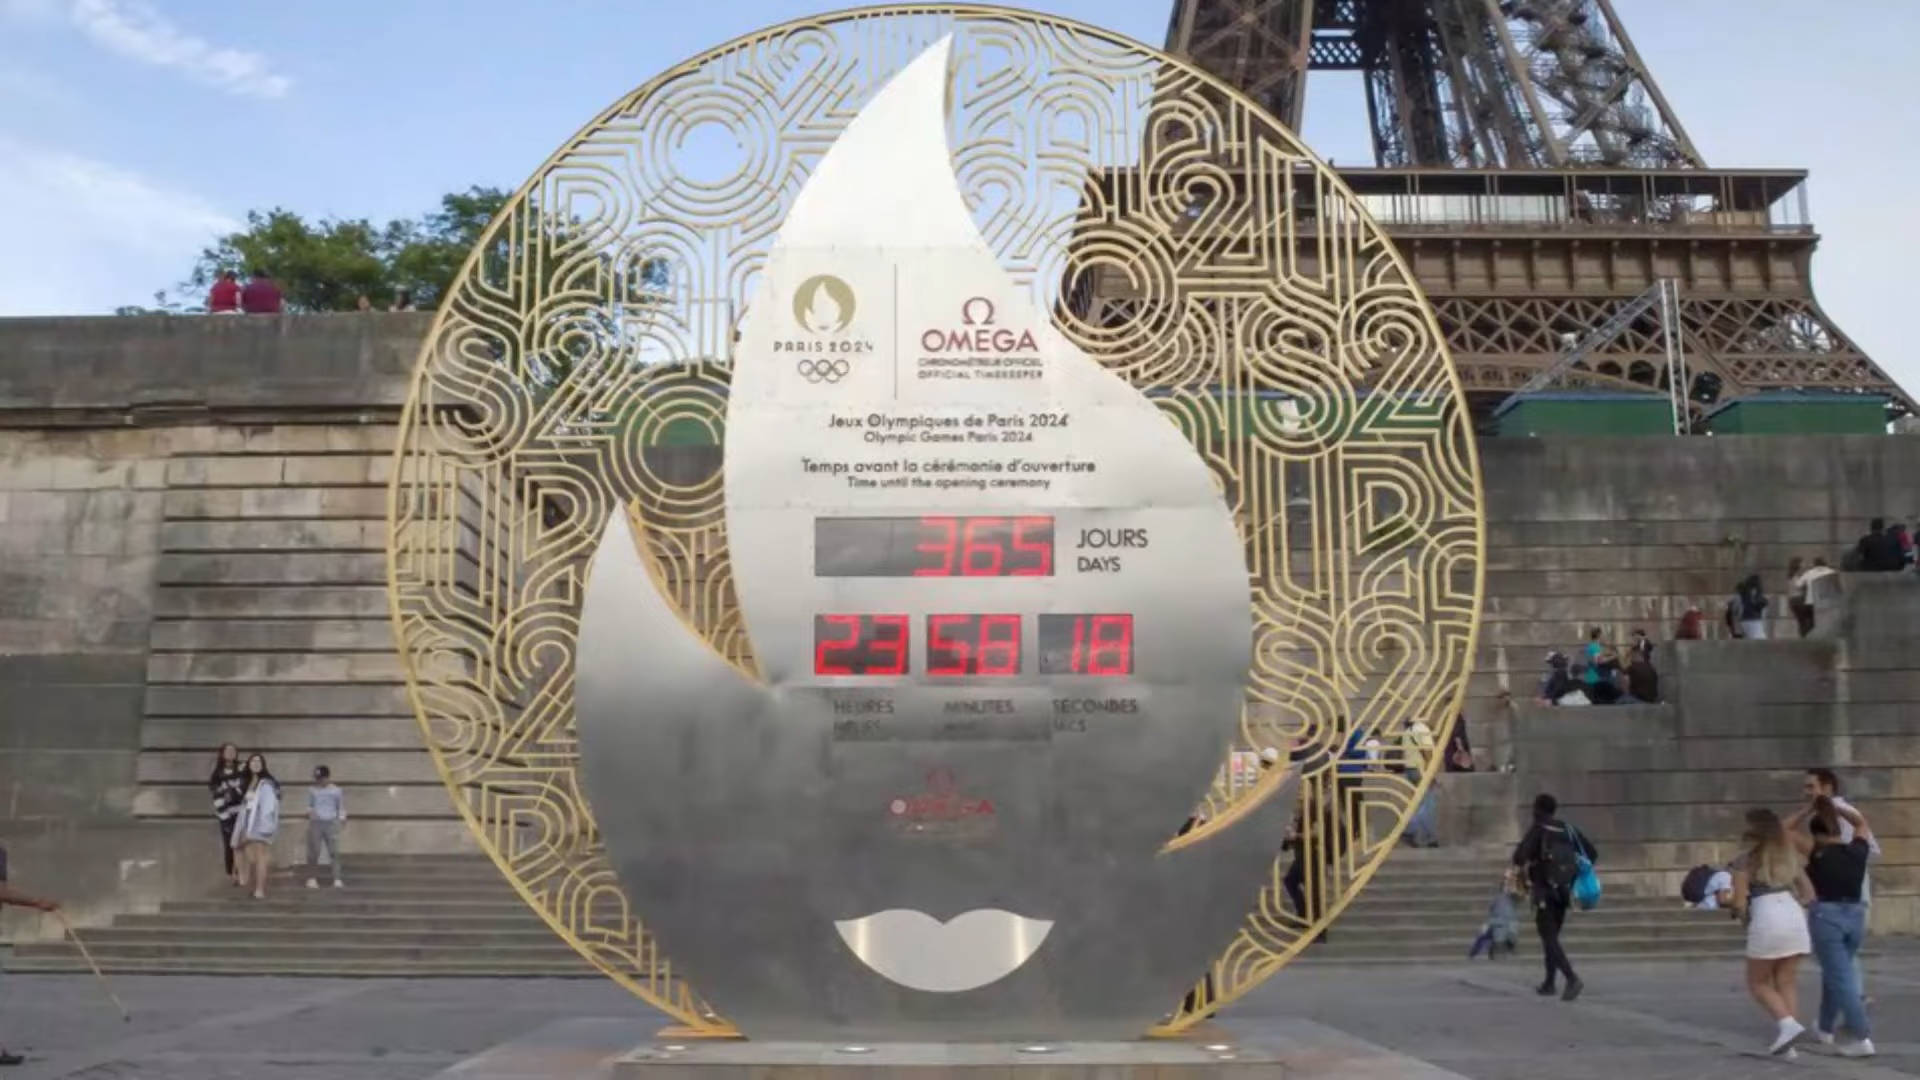 PARIS 2024
Ω
OMEGA
CHRONOMÉTREUR OFFICIEL
OFFICIAL TIMEKEEPER
Jeux Olympiques de Paris 2024
Olympic Games Paris 2024
Temps avant la cérémonie d'ouverture
Time until the opening ceremony
365 JOURS
DAYS
23 58 18
HEURES MINUTES SECONDES
OMEGA